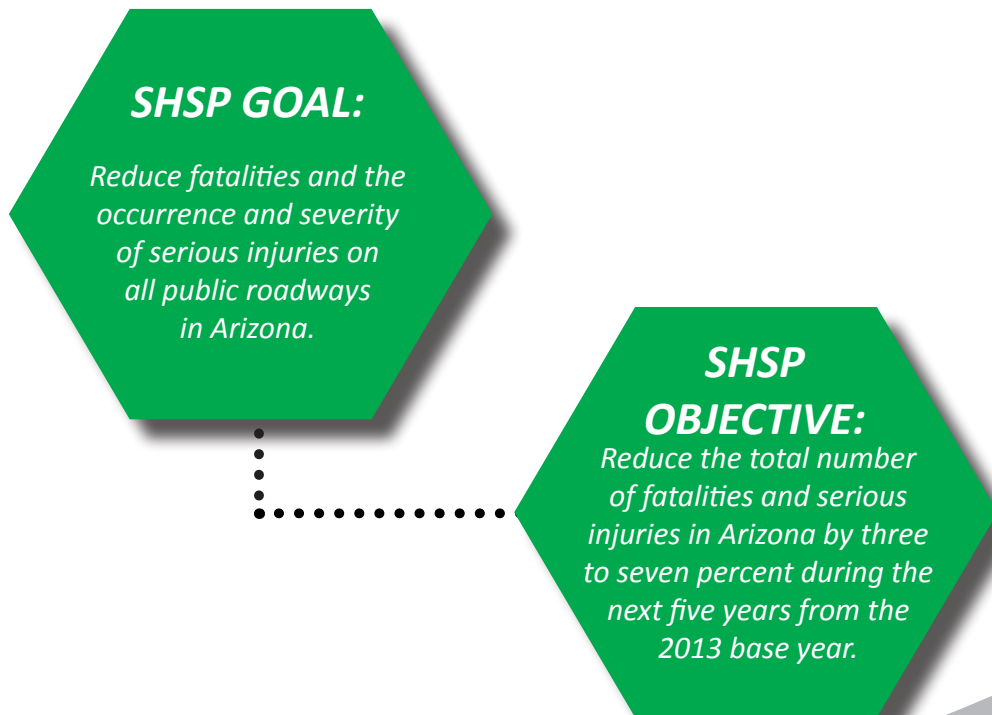 SHSP GOAL:
Reduce fatalities and the
occurrence and severity
of serious injuries on
all public roadways
in Arizona.
SHSP
OBJECTIVE:
Reduce the total number
of fatalities and serious
injuries in Arizona by three
to seven percent during the
next five years from the
2013 base year.